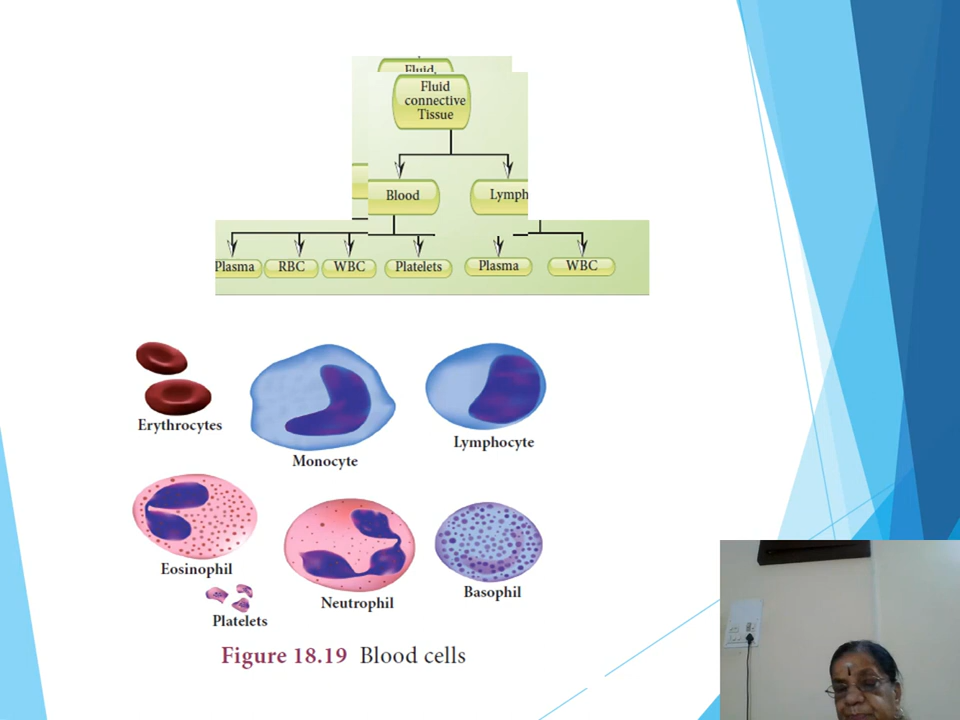 Fluid
Fluid
connective
Tissue
Blood
Lymph
Plasma
RBC
WBC
Platelets
Plasma
WBC
Erythrocytes
Monocyte
Lymphocyte
Eosinophil
Neutrophil
Basophil
Platelets
Figure 18.19 Blood cells